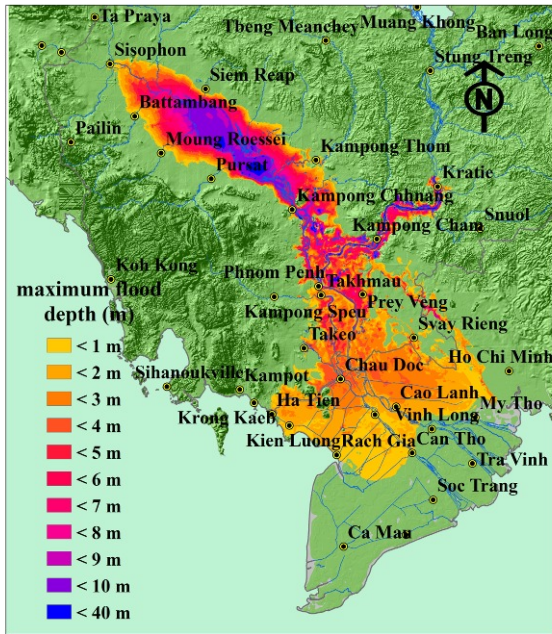 Ta Praya
Muang Khong
Tbeng Meanchey
Ban Long
Sisophon
Stung Treng
Siem Reap
N
Battambang
Pailin
Moung Roessei
Kampong Thom
Pursat
Kratie
Kampong Chhnang
Snuol
Kampong Cham
Koh Kong
Phnom Penh
Takhmau
maximum flood
depth (m)
Prey Veng
Kampong Speu
Svay Rieng
Takeo
< 1 m
Ho Chi Minh
Chau Doc
< 2 m
Sihanoukville
Kampot
Cao Lanh
< 3 m
Ha Tien
My Tho
Krong Kaeb
Vinh Long
< 4 m
Kien Luong
Rach Gia
Can Tho
< 5 m
Tra Vinh
< 6 m
Soc Trang
< 7 m
< 8 m
Ca Mau
< 9 m
< 10 m
< 40 m